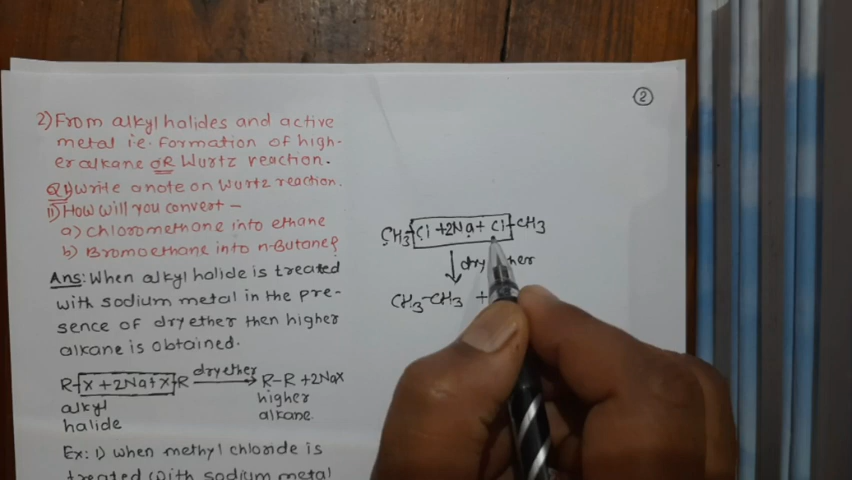 2
2) From alkyl halides and active
metal i.e. formation of high-
er alkane OR Wurtz reaction.
Q. i) Write a note on Wurtz reaction.
ii) How will you convert -
a) chloromethane into ethane
b) Bromoethane into n-Butane?
Ans: When alkyl halide is treated
with sodium metal in the pre-
sence of dry ether then higher
alkane is obtained.
R-X + 2Na + X-R dry ether → R-R + 2NaX
alkyl halide
higher alkane
Ex: 1) when methyl chloride is
treated with sodium metal
CH3-Cl + 2Na + Cl-CH3
↓
CH3-CH3 +